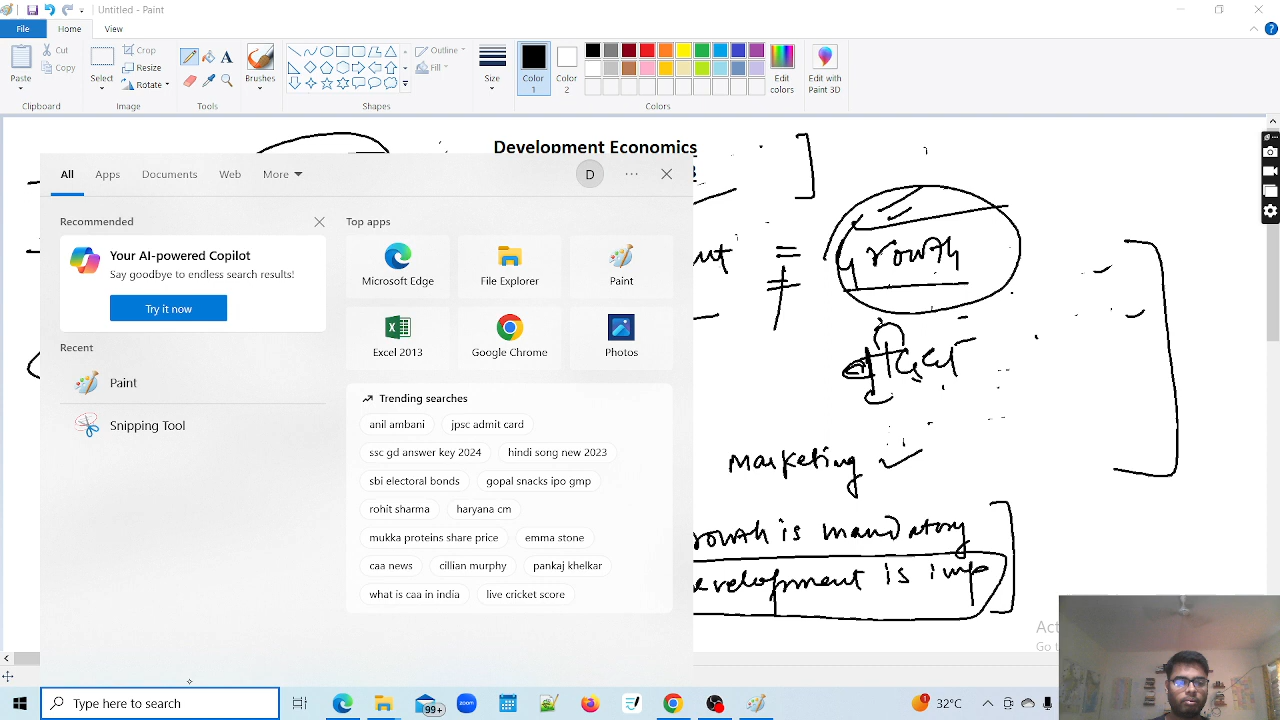 Untitled - Paint
File
Home
View
Paste
Cut
Copy
Clipboard
Select
Crop
Resize
Rotate
Image
Tools
Brushes
Shapes
Outline
Fill
Size
Color 1
Color 2
Colors
Edit colors
Edit with Paint 3D
Development Economics
All
Apps
Documents
Web
More
D
Recommended
Your AI-powered Copilot
Say goodbye to endless search results!
Try it now
Recent
Paint
Snipping Tool
Top apps
Microsoft Edge
File Explorer
Paint
Excel 2013
Google Chrome
Photos
Trending searches
anil ambani
jpsc admit card
ssc gd answer key 2024
hindi song new 2023
sbi electoral bonds
gopal snacks ipo gmp
rohit sharma
haryana cm
mukka proteins share price
emma stone
caa news
cillian murphy
pankaj khelkar
what is caa in india
live cricket score
= Growth
marketing
rowth is mandatory
evelopment is imp
Go to
Type here to search
99+
zoom
1
32°C